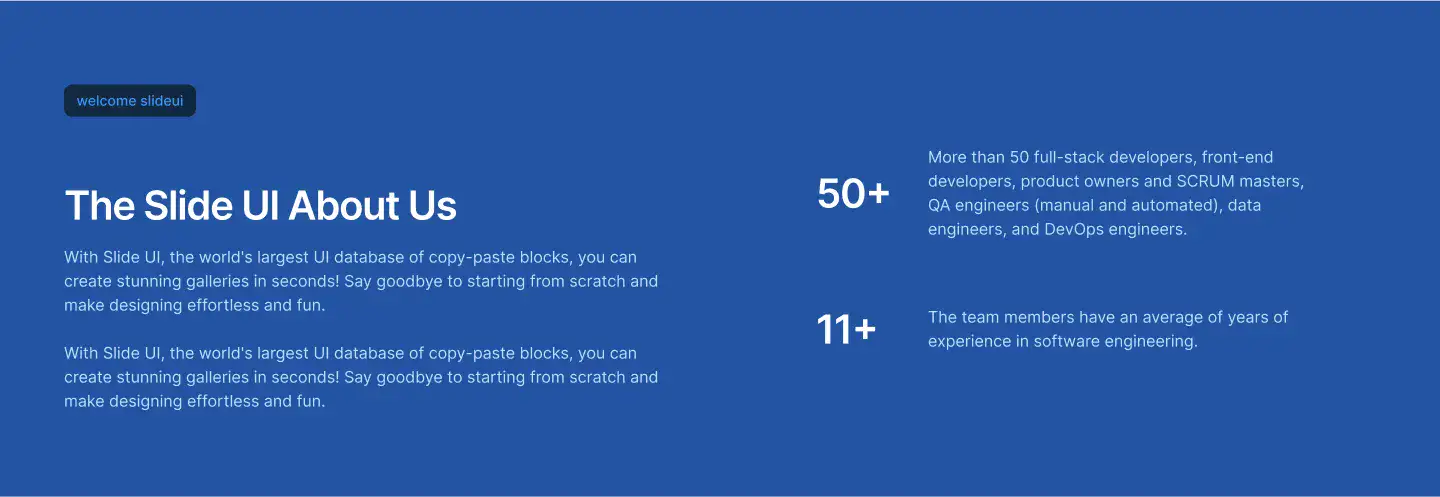 welcome slideui
The Slide UI About Us
With Slide UI, the world's largest UI database of copy-paste blocks, you can
create stunning galleries in seconds! Say goodbye to starting from scratch and
make designing effortless and fun.
With Slide UI, the world's largest UI database of copy-paste blocks, you can
create stunning galleries in seconds! Say goodbye to starting from scratch and
make designing effortless and fun.
50+
More than 50 full-stack developers, front-end
developers, product owners and SCRUM masters,
QA engineers (manual and automated), data
engineers, and DevOps engineers.
11+
The team members have an average of years of
experience in software engineering.